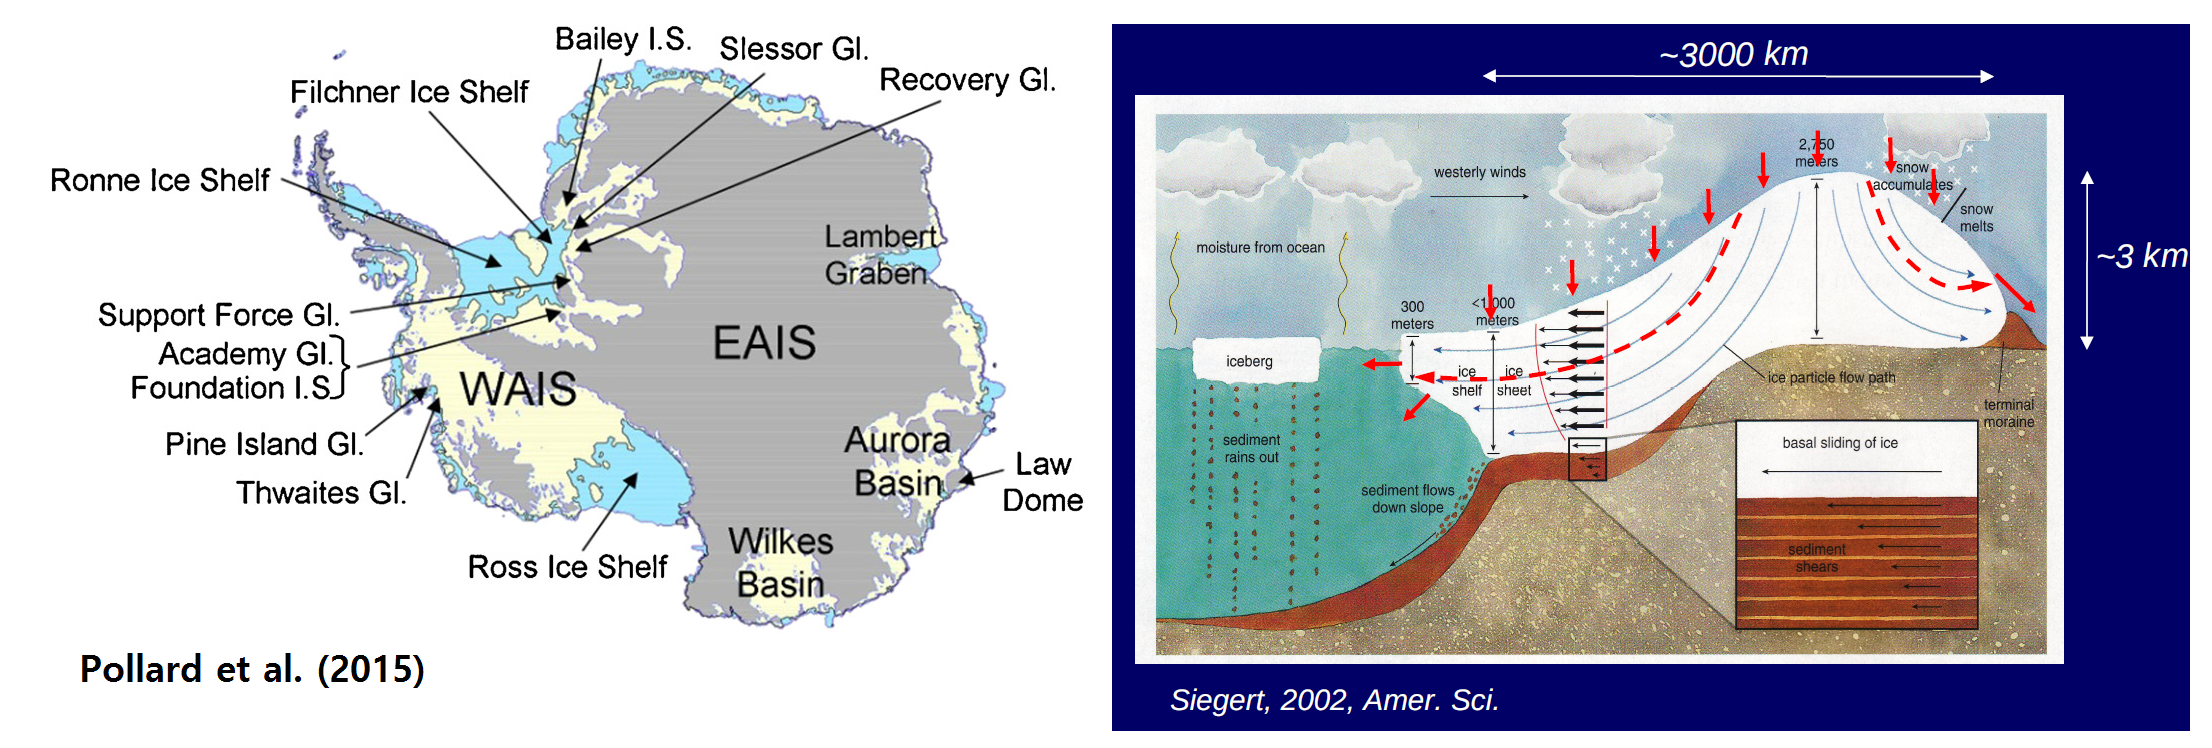 Bailey I.S.
Slessor Gl.
Recovery Gl.
Filchner Ice Shelf
Ronne Ice Shelf
Lambert
Graben
Support Force Gl.
Academy Gl.
Foundation I.S.
EAIS
WAIS
Pine Island Gl.
Thwaites Gl.
Aurora
Basin
Law
Dome
Ross Ice Shelf
Wilkes
Basin
Pollard et al. (2015)
~3000 km
2,750
meters
westerly winds
snow
accumulates
snow
melts
moisture from ocean
~3 km
300
meters
<1,000
meters
iceberg
ice
shelf
ice
sheet
ice particle flow path
terminal
moraine
sediment
rains out
basal sliding of ice
sediment flows
down slope
sediment
shears
Siegert, 2002, Amer. Sci.